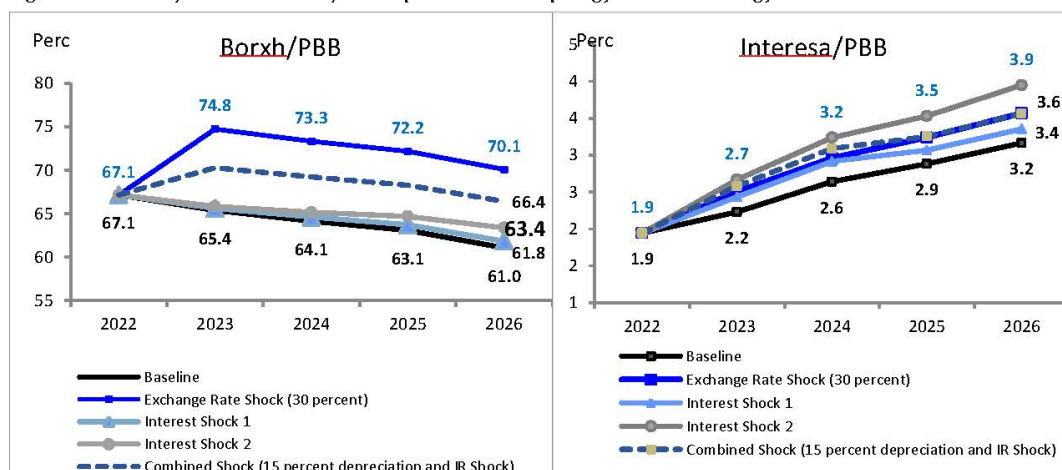 Perc
Borxh/PBB
80
75
70
65
60
55
67.1
74.8
73.3
72.2
70.1
66.4
67.1
65.4
64.1
63.1
63.4
61.8
61.0
2022 2023 2024 2025 2026
Baseline
Exchange Rate Shock (30 percent)
Interest Shock 1
Interest Shock 2
Combined Shock (15 percent depreciation and IR Shock)
Perc
Interesa/PBB
5
4
4
3
3
2
2
1
1.9
2.7
3.2
3.5
3.9
3.6
3.4
1.9
2.2
2.6
2.9
3.2
2022 2023 2024 2025 2026
Baseline
Exchange Rate Shock (30 percent)
Interest Shock 1
Interest Shock 2
Combined Shock (15 percent depreciation and IR Shock)